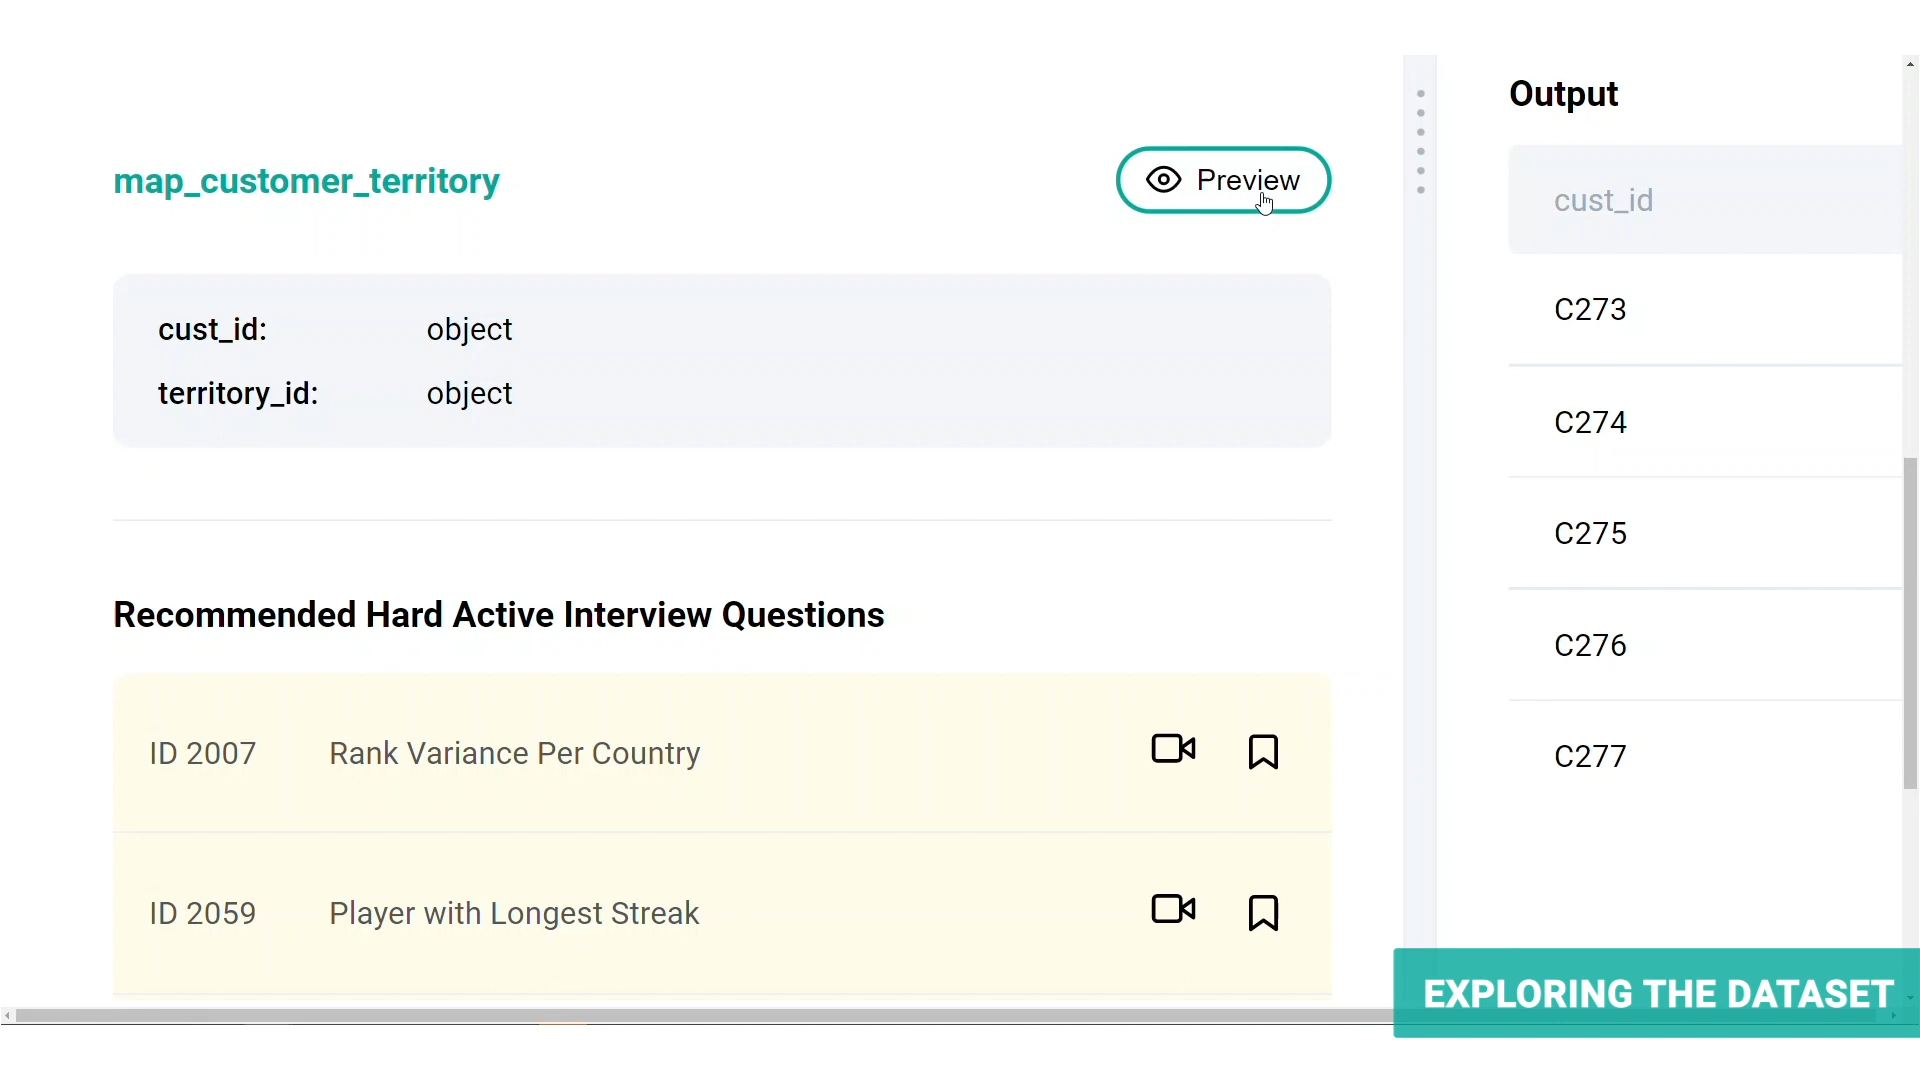 map_customer_territory
Preview
cust_id: object
territory_id: object
Recommended Hard Active Interview Questions
ID 2007 Rank Variance Per Country
ID 2059 Player with Longest Streak
Output
cust_id
C273
C274
C275
C276
C277
EXPLORING THE DATASET